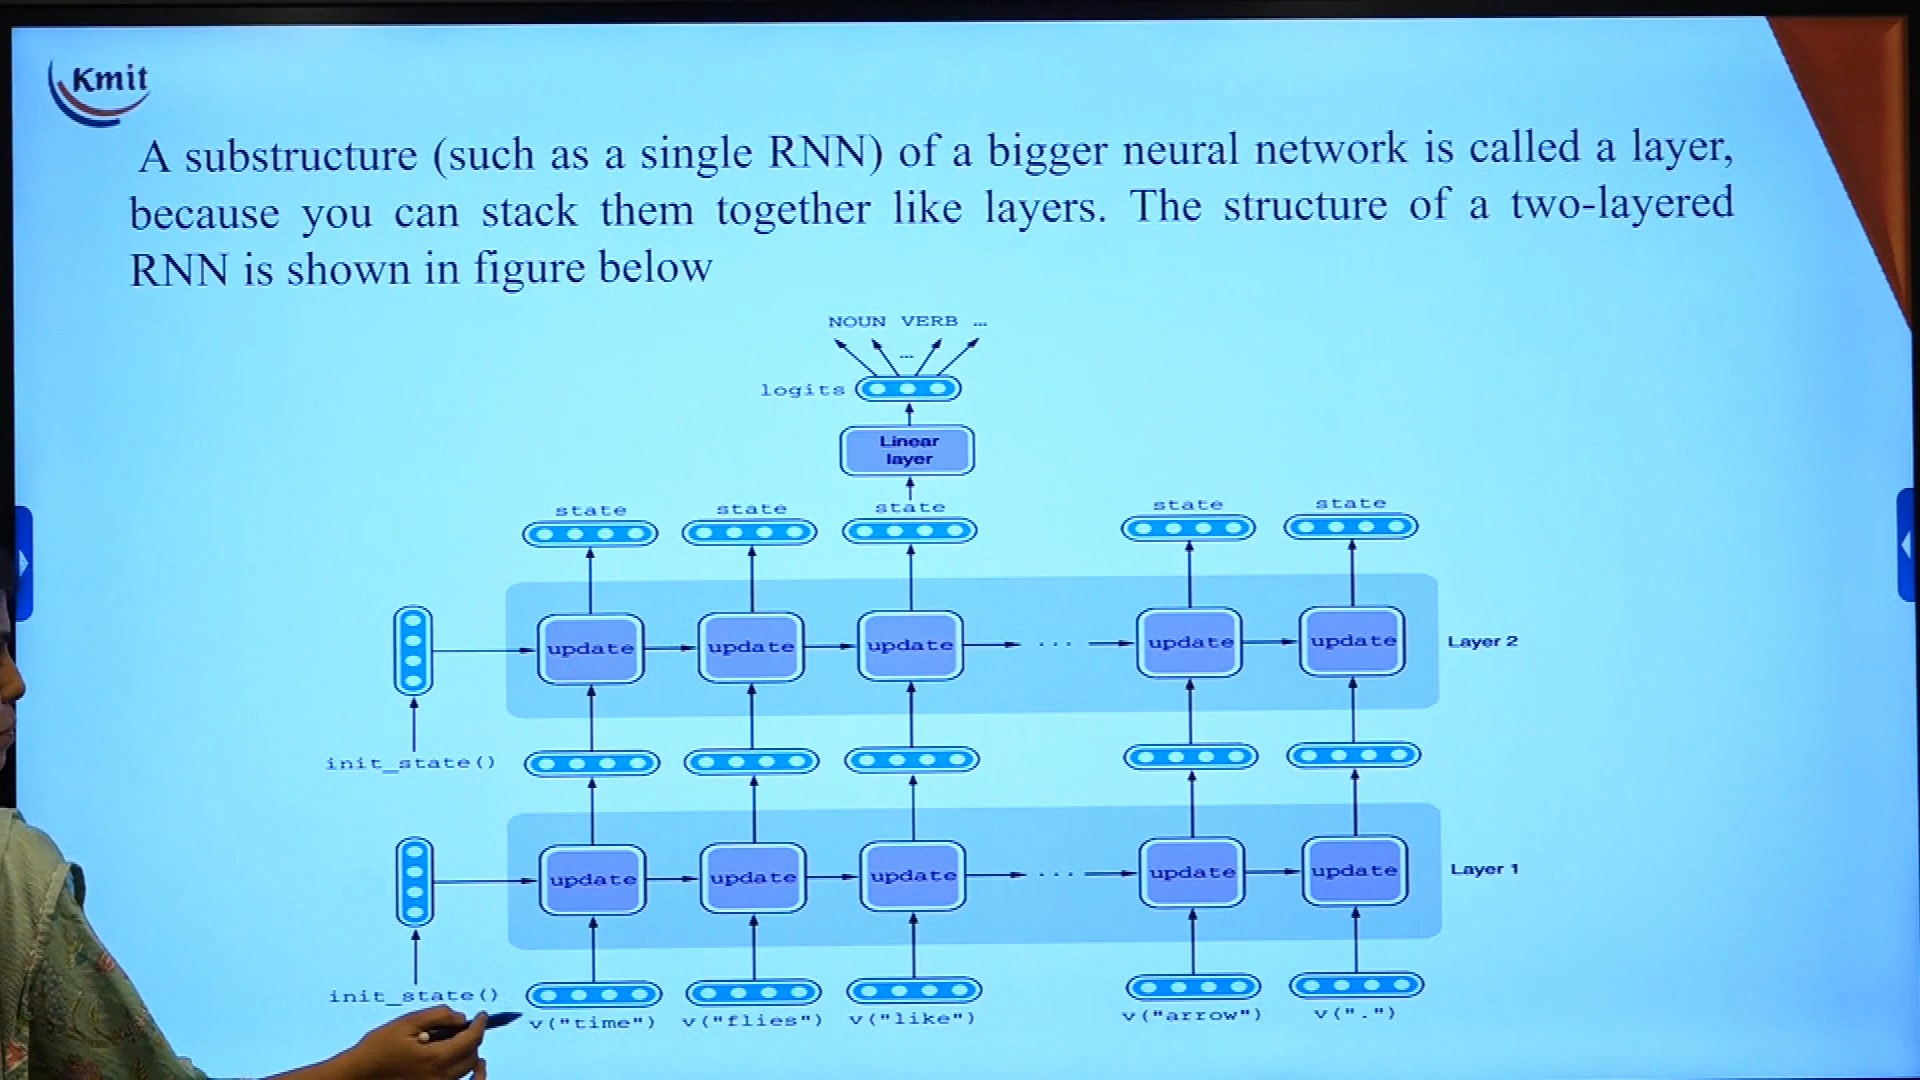 Kmit
A substructure (such as a single RNN) of a bigger neural network is called a layer,
because you can stack them together like layers. The structure of a two-layered
RNN is shown in figure below
NOUN VERB ...
...
logits
Linear
layer
state state state state state
update update update ... update update Layer 2
init_state()
update update update ... update update Layer 1
init_state()
v("time") v("flies") v("like") v("arrow") v(".")